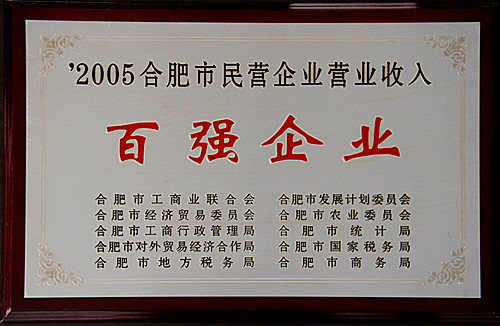 '2005合肥市民营企业营业收入
百强企业
合肥市工商业联合会 合肥市发展计划委员会
合肥市经济贸易委员会 合肥市农业委员会
合肥市工商行政管理局 合肥市统计局
合肥市对外贸易经济合作局 合肥市国家税务局
合肥市地方税务局 合肥市商务局